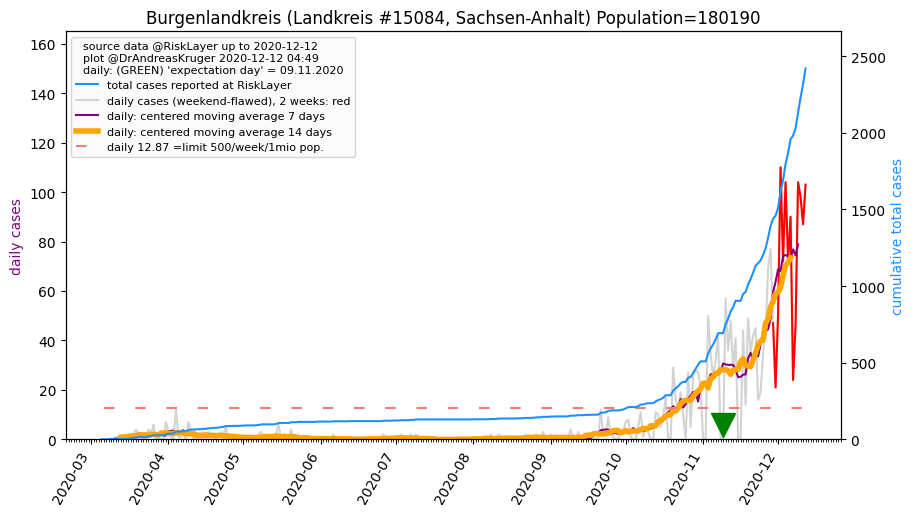 Burgenlandkreis (Landkreis #15084, Sachsen-Anhalt) Population=180190
source data @RiskLayer up to 2020-12-12
plot @DrAndreasKruger 2020-12-12 04:49
daily: (GREEN) 'expectation day' = 09.11.2020
total cases reported at RiskLayer
daily cases (weekend-flawed), 2 weeks: red
daily: centered moving average 7 days
daily: centered moving average 14 days
daily 12.87 =limit 500/week/1mio pop.
daily cases
160
140
120
100
80
60
40
20
0
2500
2000
1500
1000
500
0
cumulative total cases
2020-03
2020-04
2020-05
2020-06
2020-07
2020-08
2020-09
2020-10
2020-11
2020-12